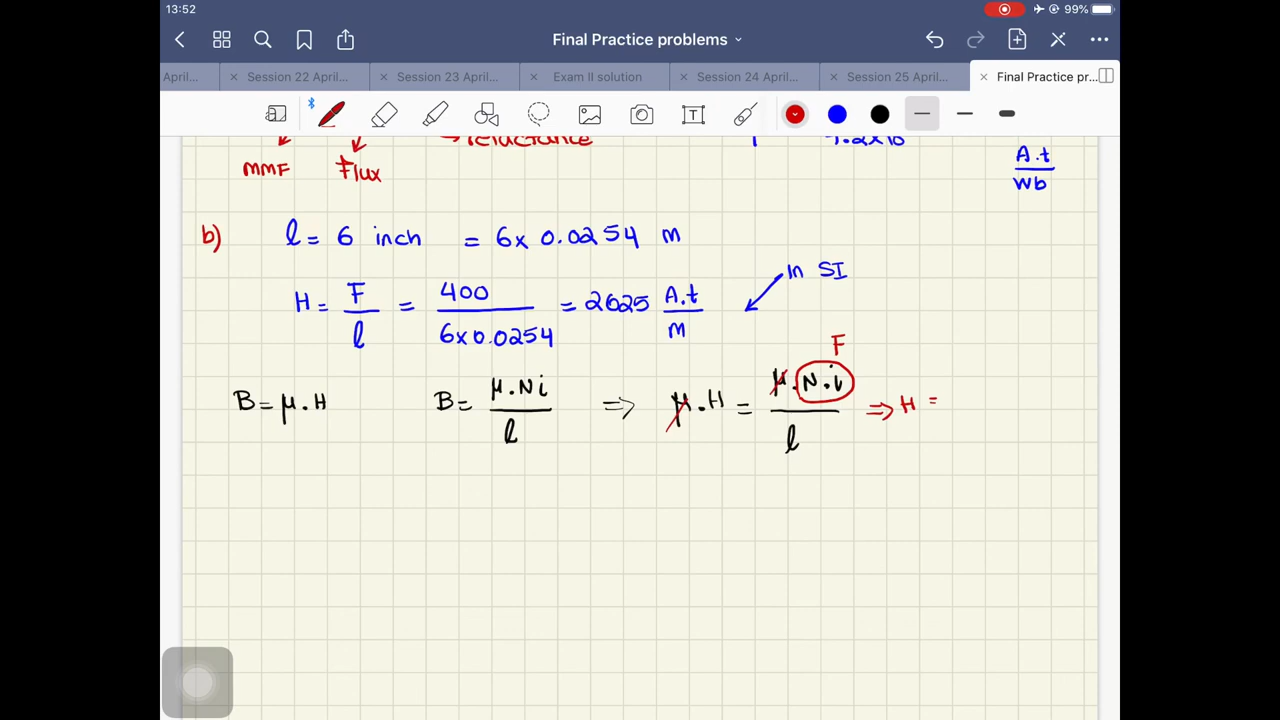 13:52
99%
Final Practice problems
April...
Session 22 April...
Session 23 April...
Exam II solution
Session 24 April...
Session 25 April...
Final Practice pr...
T
reluctance
MMF Flux
A.t
wb
b) l = 6 inch = 6x 0.0254 m
In SI
H = F/l = 400/6x0.0254 = 2625 A.t/m
F
B = μ.H B = μ.Ni/l ⇒ μ.H = μ.N.i/l ⇒ H =